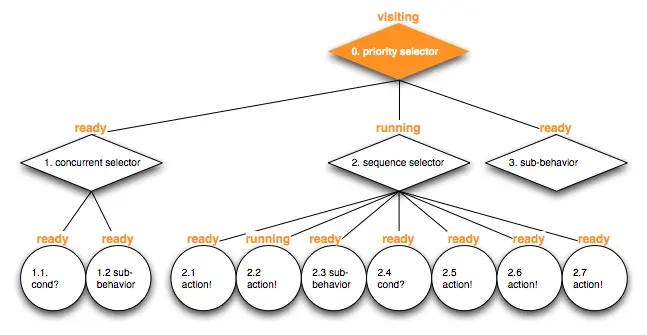 visiting
0. priority selector
ready
running
ready
1. concurrent selector
2. sequence selector
3. sub-behavior
ready
ready
ready
running
ready
ready
ready
ready
ready
1.1.
cond?
1.2 sub-
behavior
2.1
action!
2.2
action!
2.3 sub-
behavior
2.4
cond?
2.5
action!
2.6
action!
2.7
action!